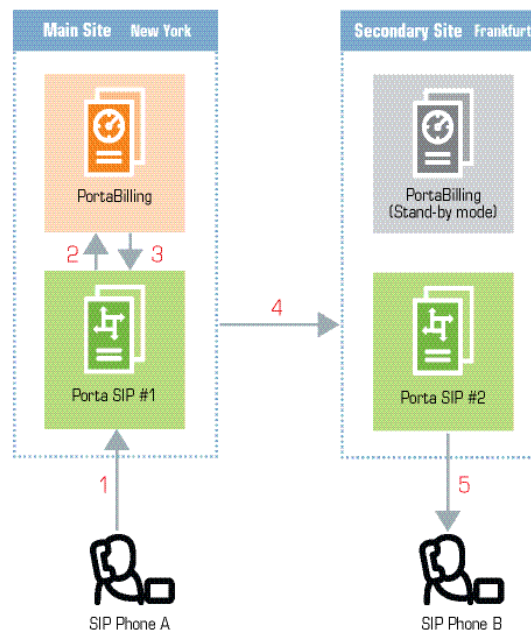 Main Site New York
Secondary Site Frankfurt
PortaBilling
PortaBilling
(Stand-by mode)
2
3
4
Porta SIP #1
Porta SIP #2
1
5
SIP Phone A
SIP Phone B